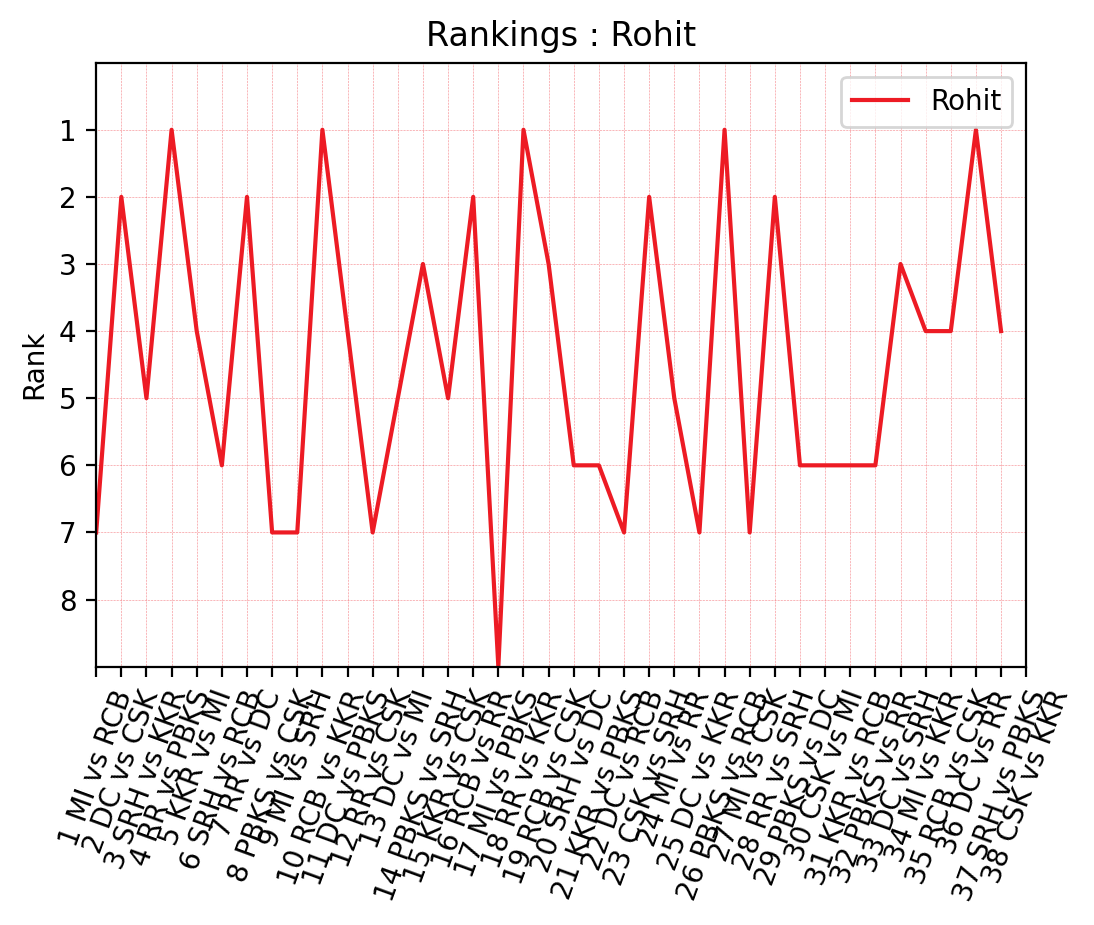 Rankings : Rohit
Rohit
Rank
1
2
3
4
5
6
7
8
1 MI vs RCB
2 DC vs CSK
3 SRH vs KKR
4 RR vs PBKS
5 KKR vs MI
6 SRH vs RCB
7 RR vs DC
8 PBKS vs CSK
9 MI vs SRH
10 RCB vs KKR
11 DC vs PBKS
12 RR vs CSK
13 DC vs MI
14 PBKS vs SRH
15 KKR vs CSK
16 RCB vs RR
17 MI vs PBKS
18 RR vs KKR
19 RCB vs CSK
20 SRH vs DC
21 KKR vs PBKS
22 DC vs RCB
23 CSK vs SRH
24 MI vs RR
25 DC vs KKR
26 PBKS vs RCB
27 MI vs CSK
28 RR vs SRH
29 PBKS vs DC
30 CSK vs MI
31 KKR vs RCB
32 PBKS vs RR
33 DC vs SRH
34 MI vs KKR
35 RCB vs CSK
36 DC vs RR
37 SRH vs PBKS
38 CSK vs KKR